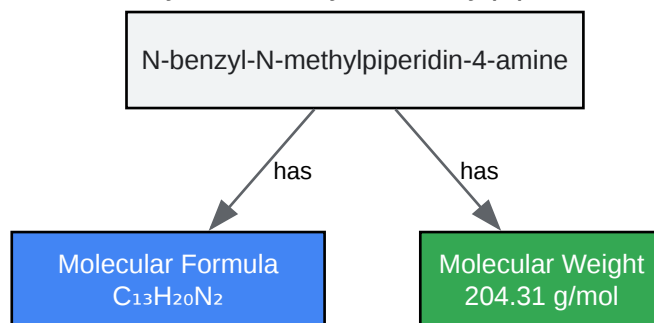 N-benzyl-N-methylpiperidin-4-amine
has
has
Molecular Formula
C₁₃H₂₀N₂
Molecular Weight
204.31 g/mol